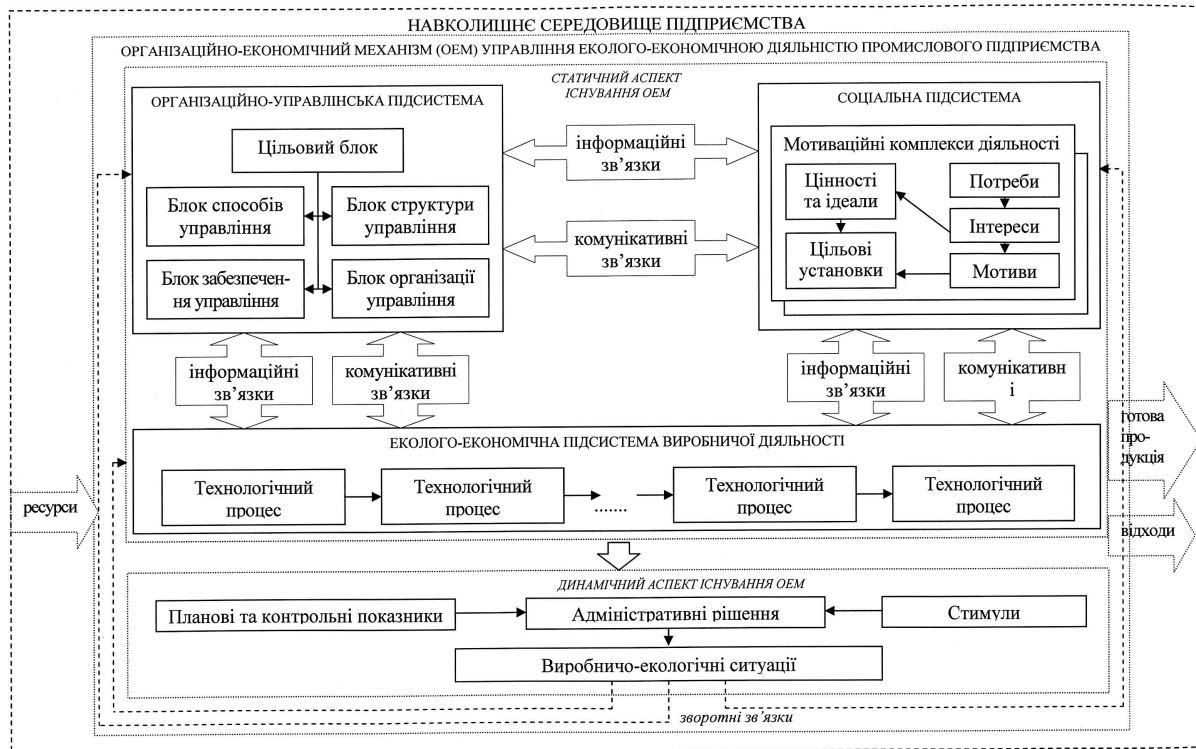 НАВКОЛИШНЄ СЕРЕДОВИЩЕ ПІДПРИЄМСТВА
ОРГАНІЗАЦІЙНО-ЕКОНОМІЧНИЙ МЕХАНІЗМ (ОЕМ) УПРАВЛІННЯ ЕКОЛОГО-ЕКОНОМІЧНОЮ ДІЯЛЬНІСТЮ ПРОМИСЛОВОГО ПІДПРИЄМСТВА
СТАТИЧНИЙ АСПЕКТ
ІСНУВАННЯ ОЕМ
ОРГАНІЗАЦІЙНО-УПРАВЛІНСЬКА ПІДСИСТЕМА
Цільовий блок
Блок способів
управління
Блок структури
управління
Блок забезпечен-
ня управління
Блок організації
управління
інформаційні
зв’язки
комунікативні
зв’язки
СОЦІАЛЬНА ПІДСИСТЕМА
Мотиваційні комплекси діяльності
Цінності
та ідеали
Потреби
Інтереси
Цільові
установки
Мотиви
інформаційні
зв’язки
комунікативні
зв’язки
інформаційні
зв’язки
комунікативн
і
ЕКОЛОГО-ЕКОНОМІЧНА ПІДСИСТЕМА ВИРОБНИЧОЇ ДІЯЛЬНОСТІ
Технологічний
процес
Технологічний
процес
.......
Технологічний
процес
Технологічний
процес
ресурси
готова
про-
дукція
відходи
ДИНАМІЧНИЙ АСПЕКТ ІСНУВАННЯ ОЕМ
Планові та контрольні показники
Адміністративні рішення
Стимули
Виробничо-екологічні ситуації
зворотні зв’язки